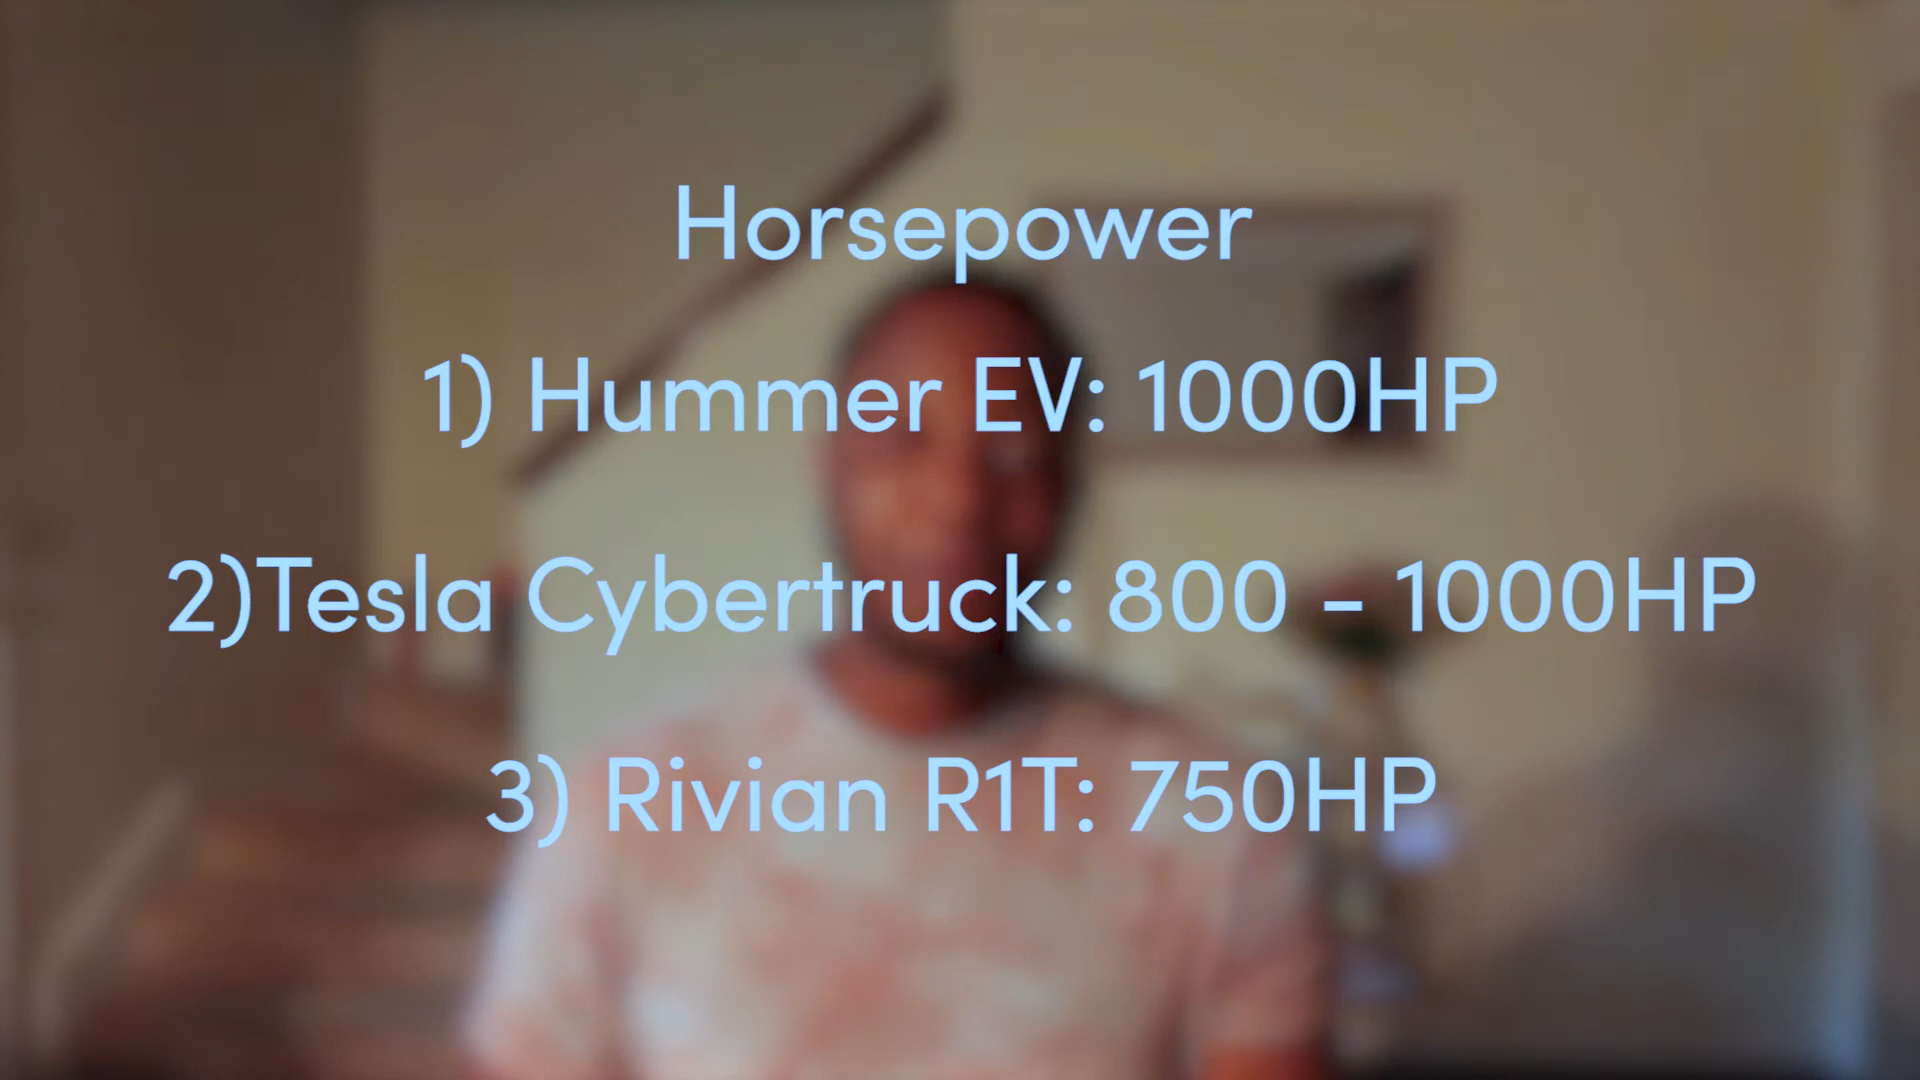 Horsepower
1) Hummer EV: 1000HP
2)Tesla Cybertruck: 800 - 1000HP
3) Rivian R1T: 750HP